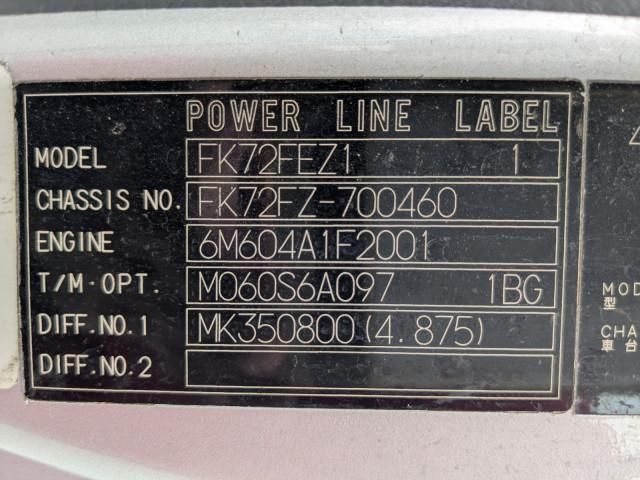 POWER LINE LABEL
MODEL FK72FEZ1 1
CHASSIS NO. FK72FZ-700460
ENGINE 6M604A1F2001
T/M·OPT. M060S6A097 1BG
DIFF.NO.1 MK350800(4.875)
DIFF.NO.2
MOD
型
CHA
車台